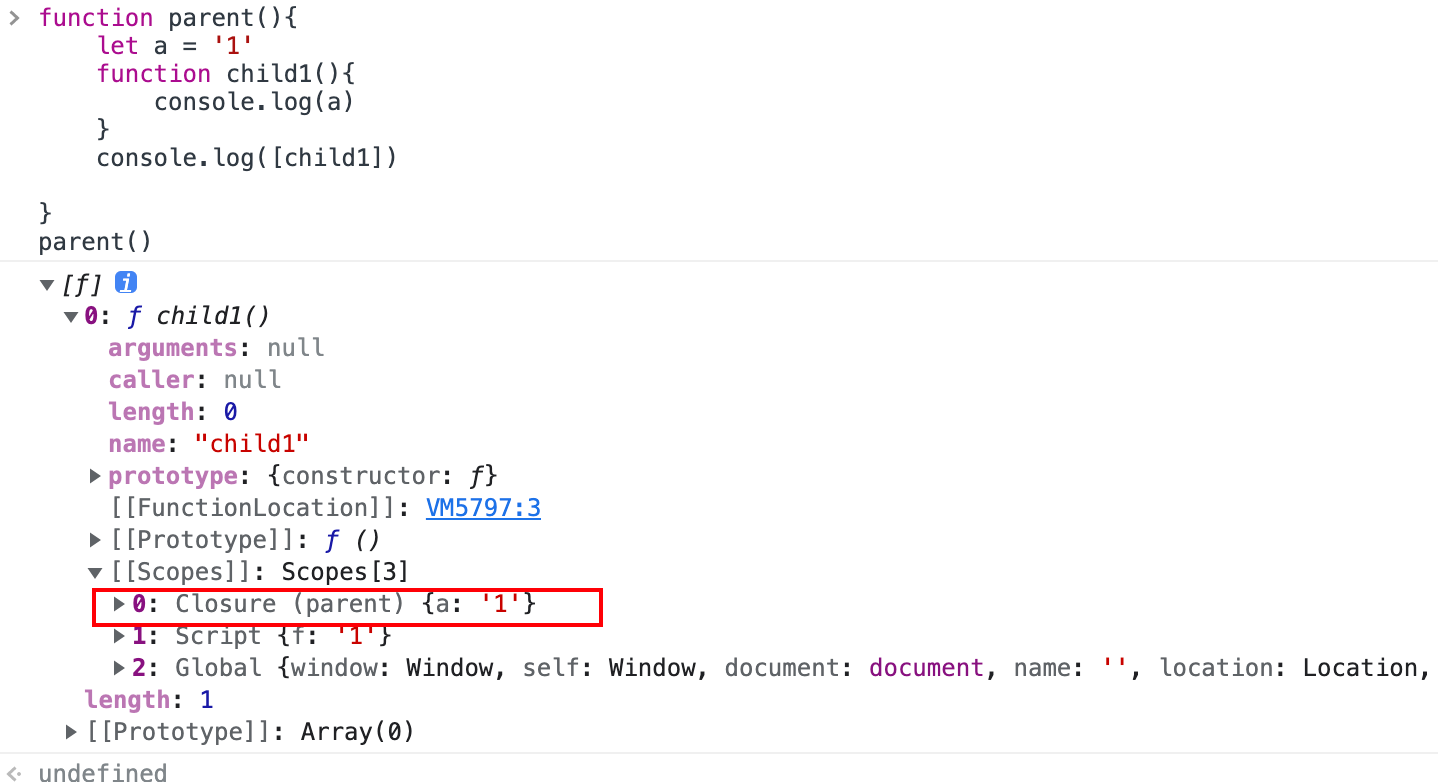 function parent(){
let a = '1'
function child1(){
console.log(a)
}
console.log([child1])
}
parent()
[f] i
0: f child1()
arguments: null
caller: null
length: 0
name: "child1"
prototype: {constructor: f}
[[FunctionLocation]]: VM5797:3
[[Prototype]]: f ()
[[Scopes]]: Scopes[3]
0: Closure (parent) {a: '1'}
1: Script {f: '1'}
2: Global {window: Window, self: Window, document: document, name: '', location: Location,
length: 1
[[Prototype]]: Array(0)
undefined